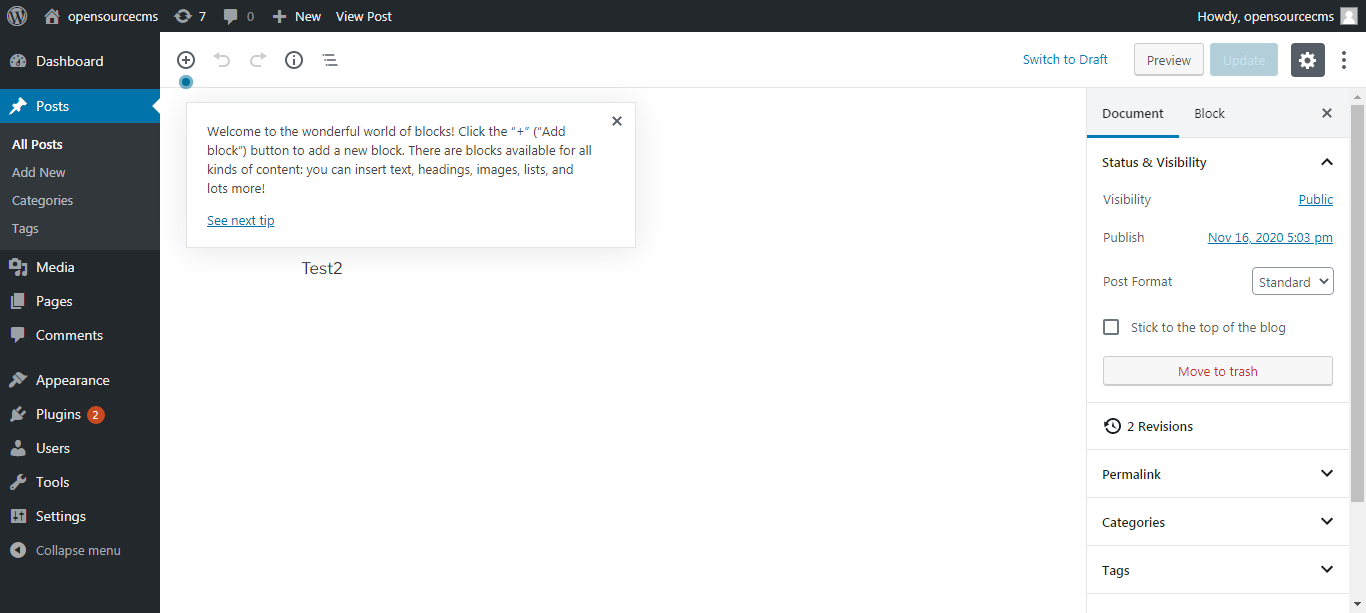 opensourcecms 7 0 New View Post Howdy, opensourcecms
Dashboard
Posts
All Posts
Add New
Categories
Tags
Media
Pages
Comments
Appearance
Plugins 2
Users
Tools
Settings
Collapse menu
Switch to Draft Preview Update
Welcome to the wonderful world of blocks! Click the “+” (“Add
block”) button to add a new block. There are blocks available for all
kinds of content: you can insert text, headings, images, lists, and
lots more!
See next tip
Test2
Document Block
Status & Visibility
Visibility Public
Publish Nov 16, 2020 5:03 pm
Post Format Standard
Stick to the top of the blog
Move to trash
2 Revisions
Permalink
Categories
Tags